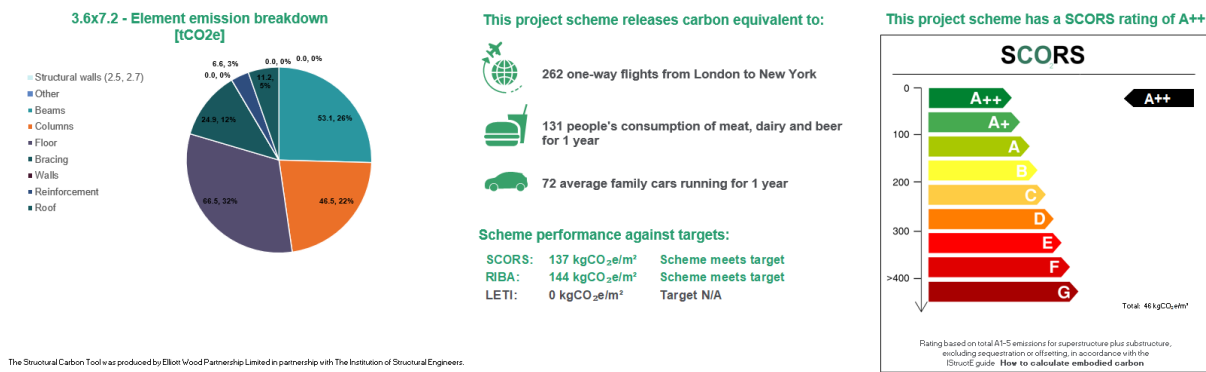 3.6x7.2 - Element emission breakdown
[tCO2e]
Structural walls (2.5, 2.7)
Other
Beams
Columns
Floor
Bracing
Walls
Reinforcement
Roof
0.0, 0%
0.0, 0%
6.6, 3%
0.0, 0%
11.2,
5%
24.9, 12%
53.1, 26%
66.5, 32%
46.5, 22%
The Structural Carbon Tool was produced by Elliott Wood Partnership Limited in partnership with The Institution of Structural Engineers.
This project scheme releases carbon equivalent to:
262 one-way flights from London to New York
131 people's consumption of meat, dairy and beer
for 1 year
72 average family cars running for 1 year
Scheme performance against targets:
SCORS: 137 kgCO₂e/m² Scheme meets target
RIBA: 144 kgCO₂e/m² Scheme meets target
LETI: 0 kgCO₂e/m² Target N/A
This project scheme has a SCORS rating of A++
SCO₂RS
0
A++
A++
A+
100
A
B
200
C
D
300
E
F
>400
G
Total: 46 kgCO₂e/m²
Rating based on total A1-5 emissions for superstructure plus substructure,
excluding sequestration or offsetting, in accordance with the
IStructE guide How to calculate embodied carbon